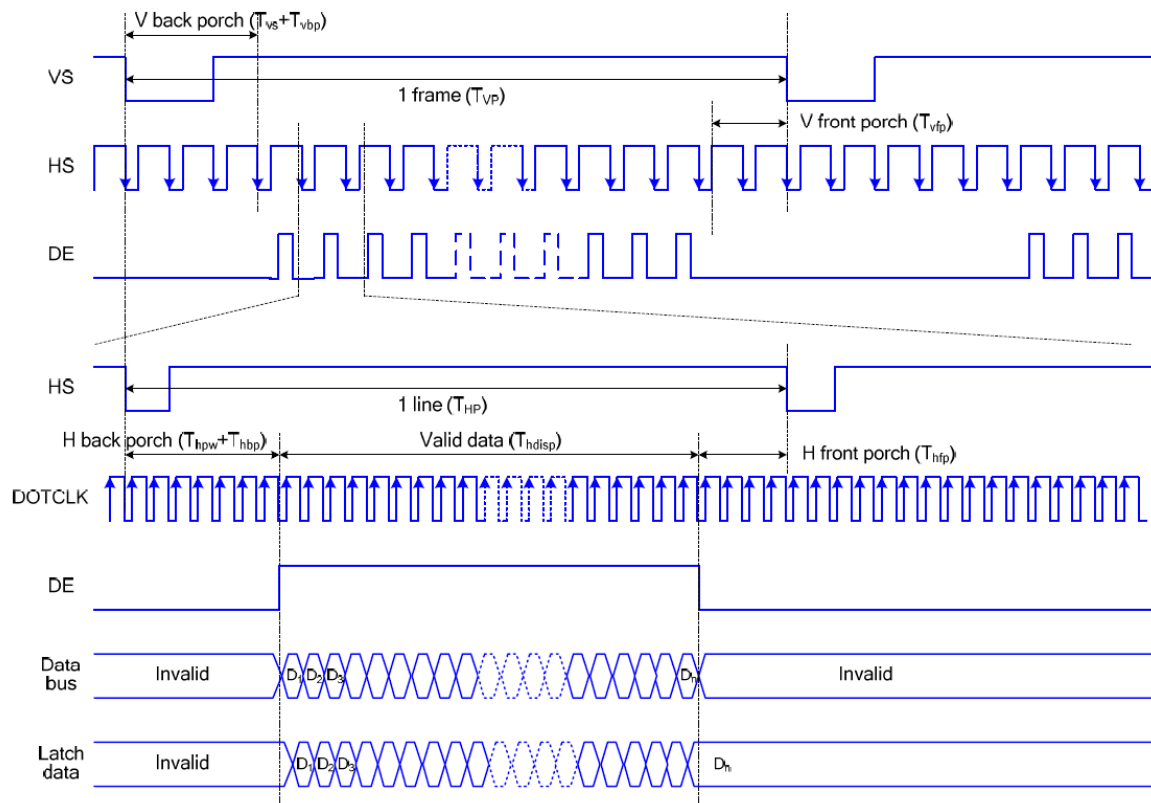 V back porch (Tvs+Tvbp)
VS
1 frame (TVP)
V front porch (Tvfp)
HS
DE
HS
1 line (THP)
H back porch (Thpw+Thbp)
Valid data (Thdisp)
H front porch (Thfp)
DOTCLK
DE
Data bus
Invalid
D1
D2
D3
Dn
Invalid
Latch data
Invalid
D1
D2
D3
Dn